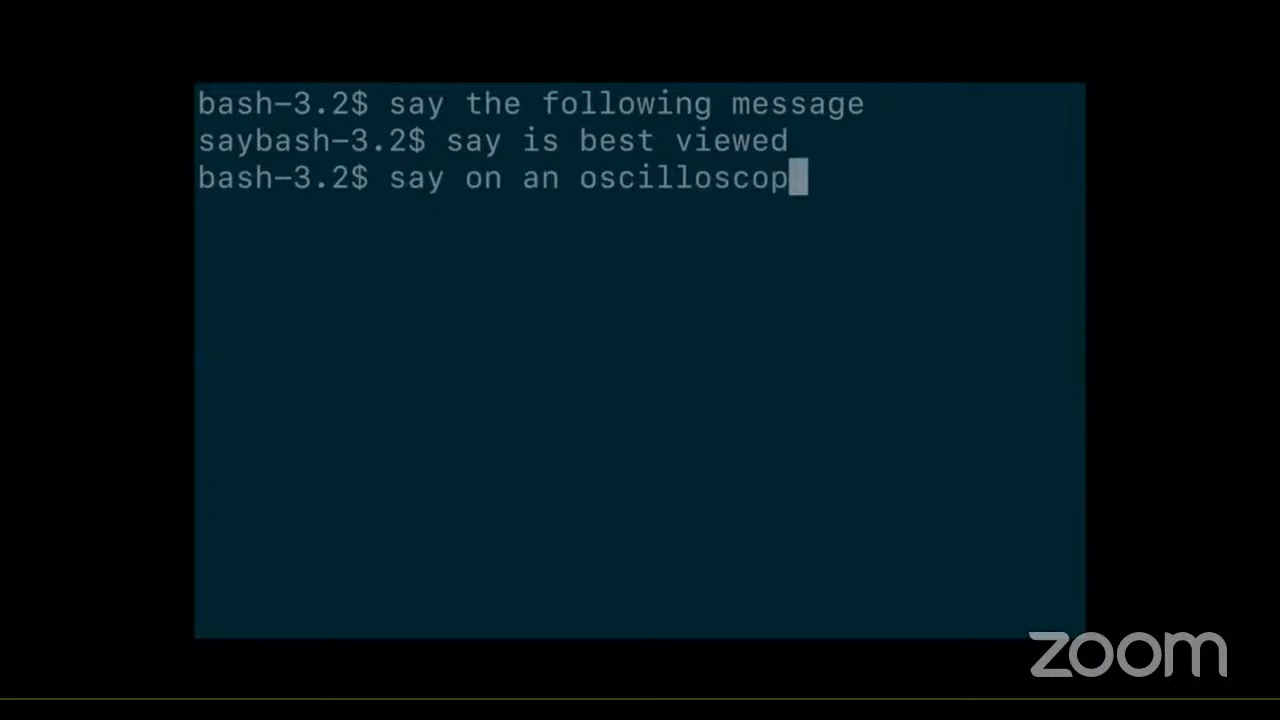 bash-3.2$ say the following message
saybash-3.2$ say is best viewed
bash-3.2$ say on an oscilloscop
zoom